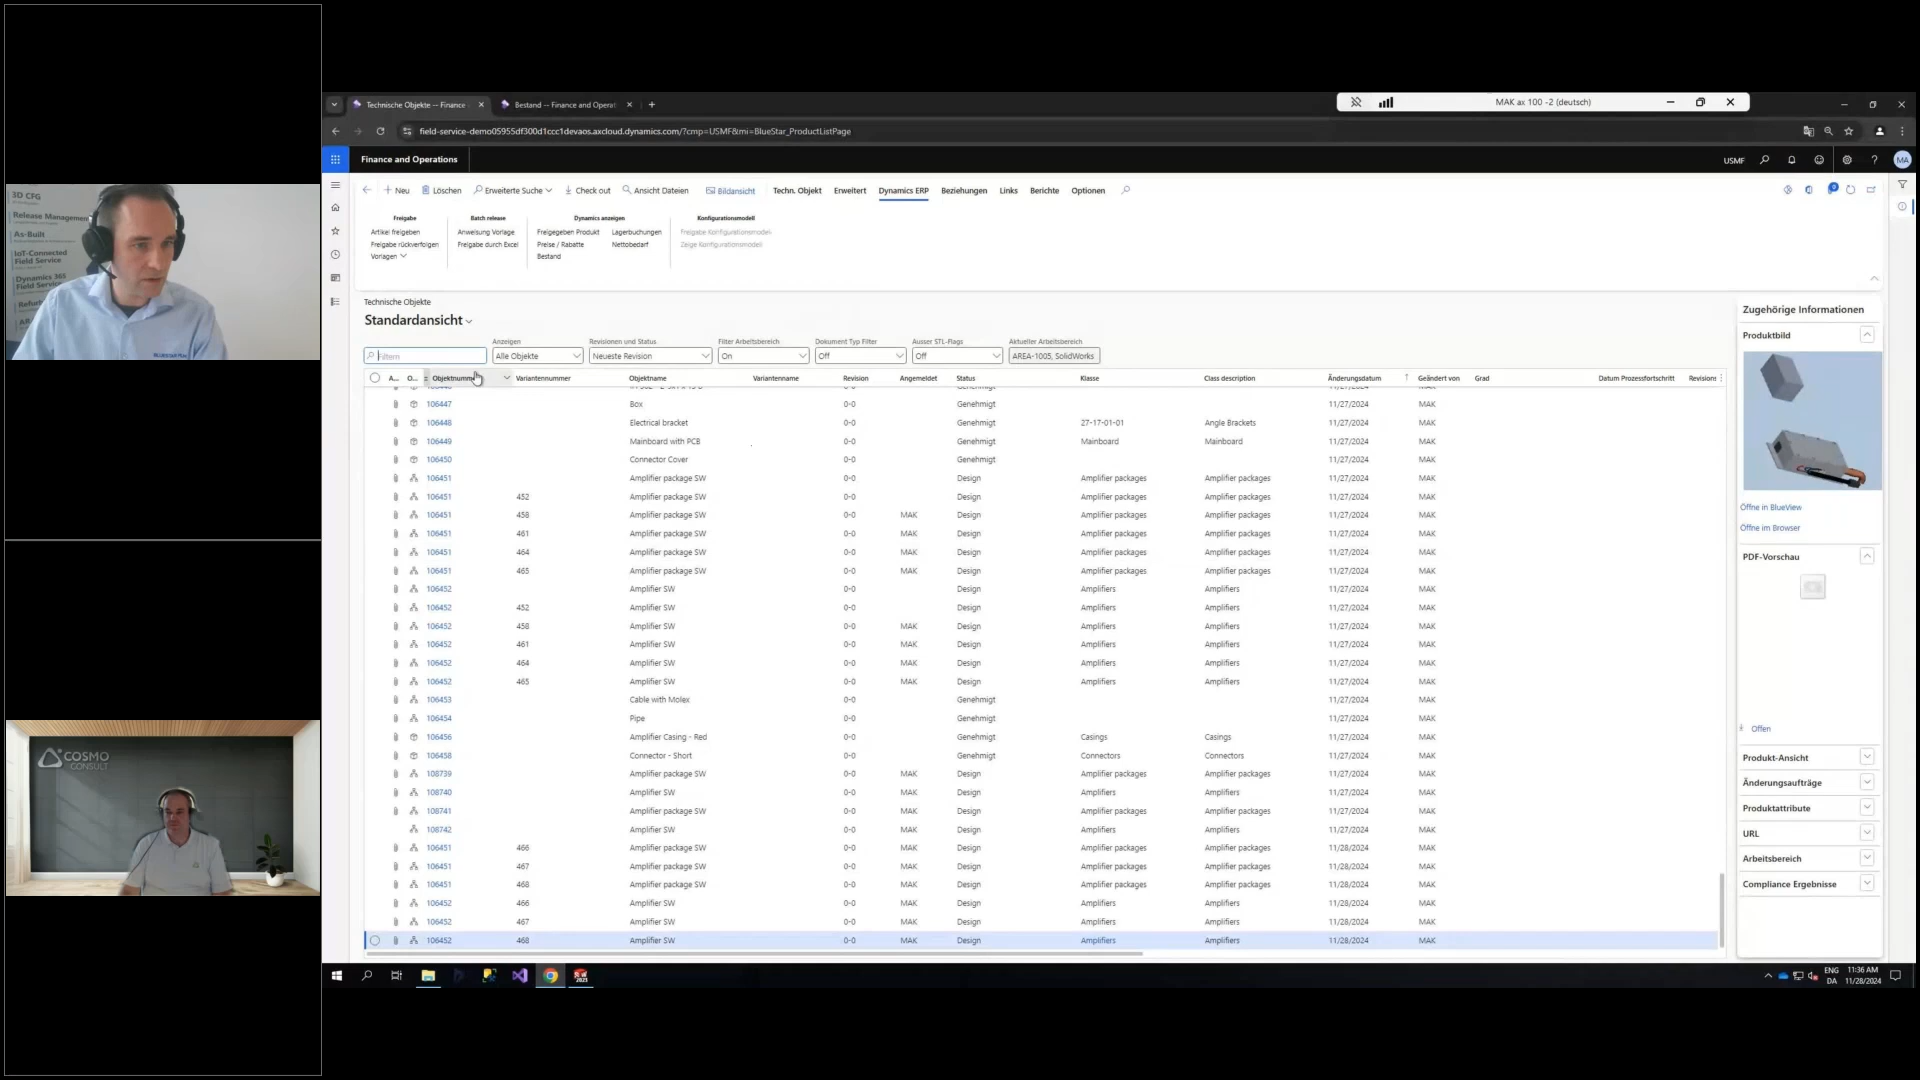 3D CFG
Release Management
As-Built
IoT-Connected
Field Service
Dynamics 365
Field Service
COSMO
CONSULT
Technische Objekte -- Finance
Bestand -- Finance and Operat
MAK ax 100 -2 (deutsch)
field-service-demo05955df300d1ccc1devaos.axcloud.dynamics.com/?cmp=USMF&mi=BlueStar_ProductListPage
Finance and Operations
USMF
MA
Neu
Löschen
Erweiterte Suche
Check out
Ansicht Dateien
Bildansicht
Techn. Objekt
Erweitert
Dynamics ERP
Beziehungen
Links
Berichte
Optionen
0
Freigabe
Artikel freigeben
Freigabe rückverfolgen
Vorlagen
Batch release
Anweisung Vorlage
Freigabe durch Excel
Dynamics anzeigen
Freigegeben Produkt Lagerbuchungen
Preise / Rabatte Nettobedarf
Bestand
Konfigurationsmodell
Freigabe Konfigurationsmodell
Zeige Konfigurationsmodell
Technische Objekte
Standardansicht
Filtern
Anzeigen
Alle Objekte
Revisionen und Status
Neueste Revision
Filter Arbeitsbereich
On
Dokument Typ Filter
Off
Ausser STL-Flags
Off
Aktueller Arbeitsbereich
AREA-1005, SolidWorks
A... O... Objektnummer Variantennummer Objektname Variantenname Revision Angemeldet Status Klasse Class description Änderungsdatum Geändert von Grad Datum Prozessfortschritt Revisions
106447 Box 0-0 Genehmigt 11/27/2024 MAK
106448 Electrical bracket 0-0 Genehmigt 27-17-01-01 Angle Brackets 11/27/2024 MAK
106449 Mainboard with PCB 0-0 Genehmigt Mainboard Mainboard 11/27/2024 MAK
106450 Connector Cover 0-0 Genehmigt 11/27/2024 MAK
106451 Amplifier package SW 0-0 Design Amplifier packages Amplifier packages 11/27/2024 MAK
106451 452 Amplifier package SW 0-0 Design Amplifier packages Amplifier packages 11/27/2024 MAK
106451 458 Amplifier package SW 0-0 MAK Design Amplifier packages Amplifier packages 11/27/2024 MAK
106451 461 Amplifier package SW 0-0 MAK Design Amplifier packages Amplifier packages 11/27/2024 MAK
106451 464 Amplifier package SW 0-0 MAK Design Amplifier packages Amplifier packages 11/27/2024 MAK
106451 465 Amplifier package SW 0-0 MAK Design Amplifier packages Amplifier packages 11/27/2024 MAK
106452 Amplifier SW 0-0 Design Amplifiers Amplifiers 11/27/2024 MAK
106452 452 Amplifier SW 0-0 Design Amplifiers Amplifiers 11/27/2024 MAK
106452 458 Amplifier SW 0-0 MAK Design Amplifiers Amplifiers 11/27/2024 MAK
106452 461 Amplifier SW 0-0 MAK Design Amplifiers Amplifiers 11/27/2024 MAK
106452 464 Amplifier SW 0-0 MAK Design Amplifiers Amplifiers 11/27/2024 MAK
106452 465 Amplifier SW 0-0 MAK Design Amplifiers Amplifiers 11/27/2024 MAK
106453 Cable with Molex 0-0 Genehmigt 11/27/2024 MAK
106454 Pipe 0-0 Genehmigt 11/27/2024 MAK
106456 Amplifier Casing - Red 0-0 Genehmigt Casings Casings 11/27/2024 MAK
106458 Connector - Short 0-0 Genehmigt Connectors Connectors 11/27/2024 MAK
108739 Amplifier package SW 0-0 MAK Design Amplifier packages Amplifier packages 11/27/2024 MAK
108740 Amplifier SW 0-0 MAK Design Amplifiers Amplifiers 11/27/2024 MAK
108741 Amplifier package SW 0-0 MAK Design Amplifier packages Amplifier packages 11/27/2024 MAK
108742 Amplifier SW 0-0 MAK Design Amplifiers Amplifiers 11/27/2024 MAK
106451 466 Amplifier package SW 0-0 MAK Design Amplifier packages Amplifier packages 11/28/2024 MAK
106451 467 Amplifier package SW 0-0 MAK Design Amplifier packages Amplifier packages 11/28/2024 MAK
106451 468 Amplifier package SW 0-0 MAK Design Amplifier packages Amplifier packages 11/28/2024 MAK
106452 466 Amplifier SW 0-0 MAK Design Amplifiers Amplifiers 11/28/2024 MAK
106452 467 Amplifier SW 0-0 MAK Design Amplifiers Amplifiers 11/28/2024 MAK
106452 468 Amplifier SW 0-0 MAK Design Amplifiers Amplifiers 11/28/2024 MAK
Zugehörige Informationen
Produktbild
Öffne in BlueView
Öffne im Browser
PDF-Vorschau
Offen
Produkt-Ansicht
Änderungsaufträge
Produktattribute
URL
Arbeitsbereich
Compliance Ergebnisse
ENG
DA
11:36 AM
11/28/2024